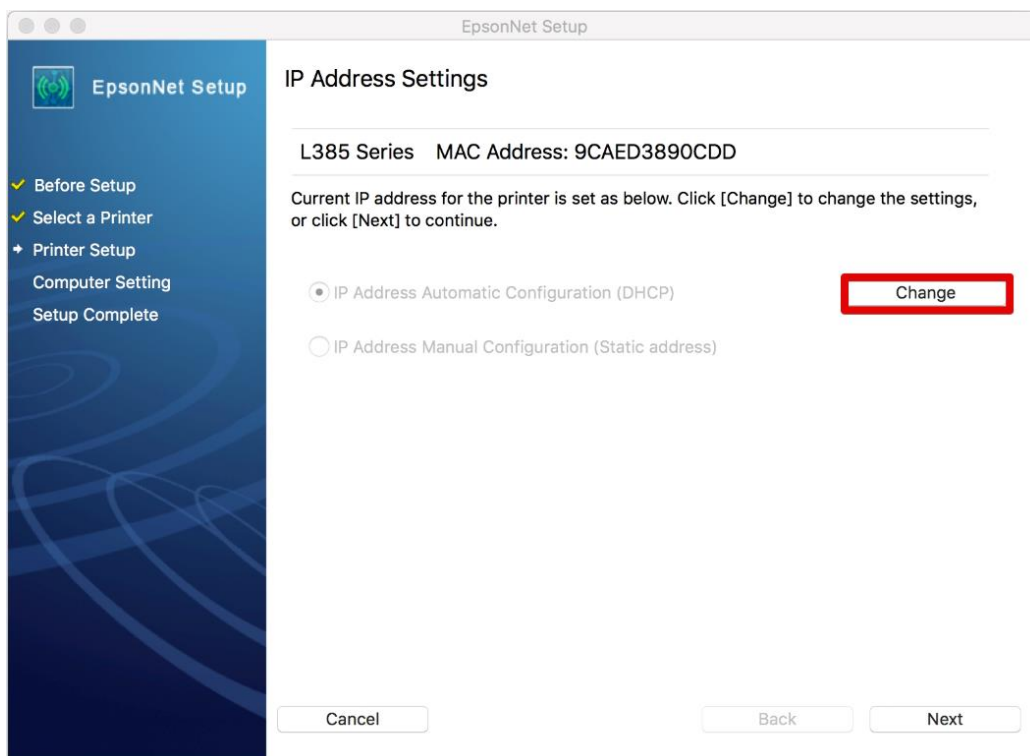 EpsonNet Setup
EpsonNet Setup
Before Setup
Select a Printer
Printer Setup
Computer Setting
Setup Complete
IP Address Settings
L385 Series MAC Address: 9CAED3890CDD
Current IP address for the printer is set as below. Click [Change] to change the settings,
or click [Next] to continue.
IP Address Automatic Configuration (DHCP)
Change
IP Address Manual Configuration (Static address)
Cancel
Back
Next